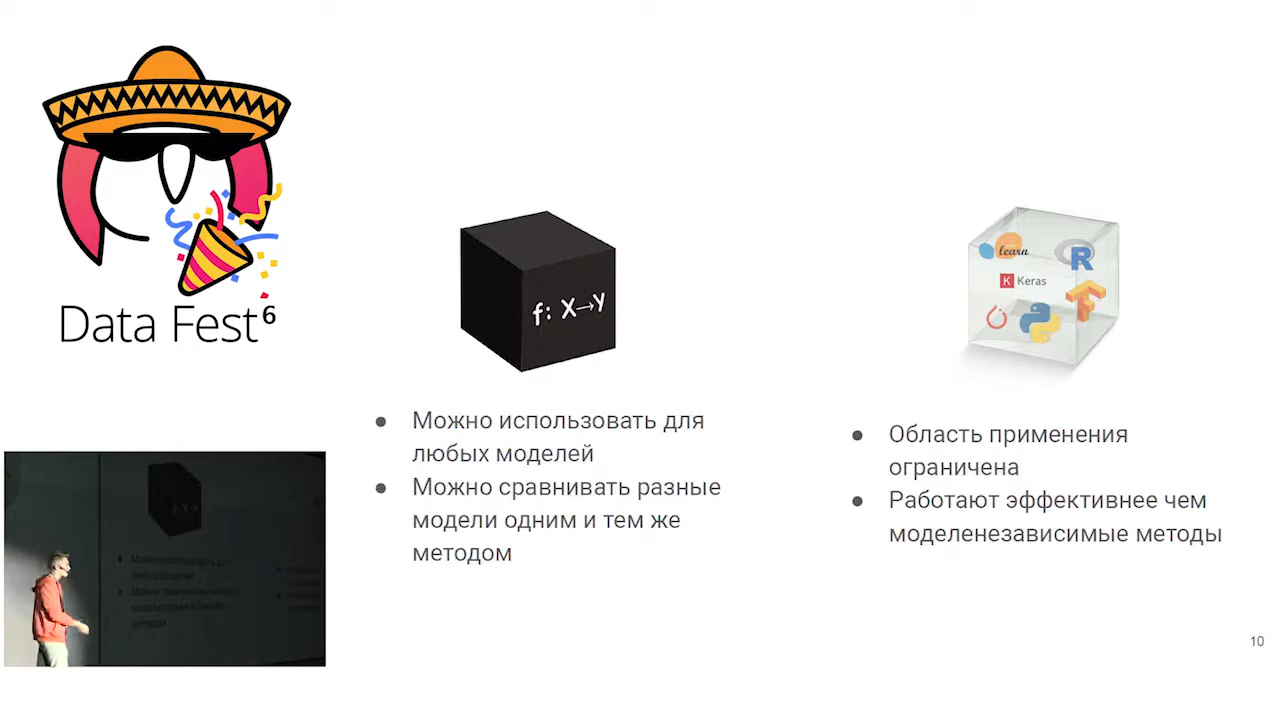 Data Fest⁶
f: X→Y
learn
R
K Keras
● Можно использовать для
любых моделей
● Можно сравнивать разные
модели одним и тем же
методом
● Область применения
ограничена
● Работают эффективнее чем
моделенезависимые методы
10